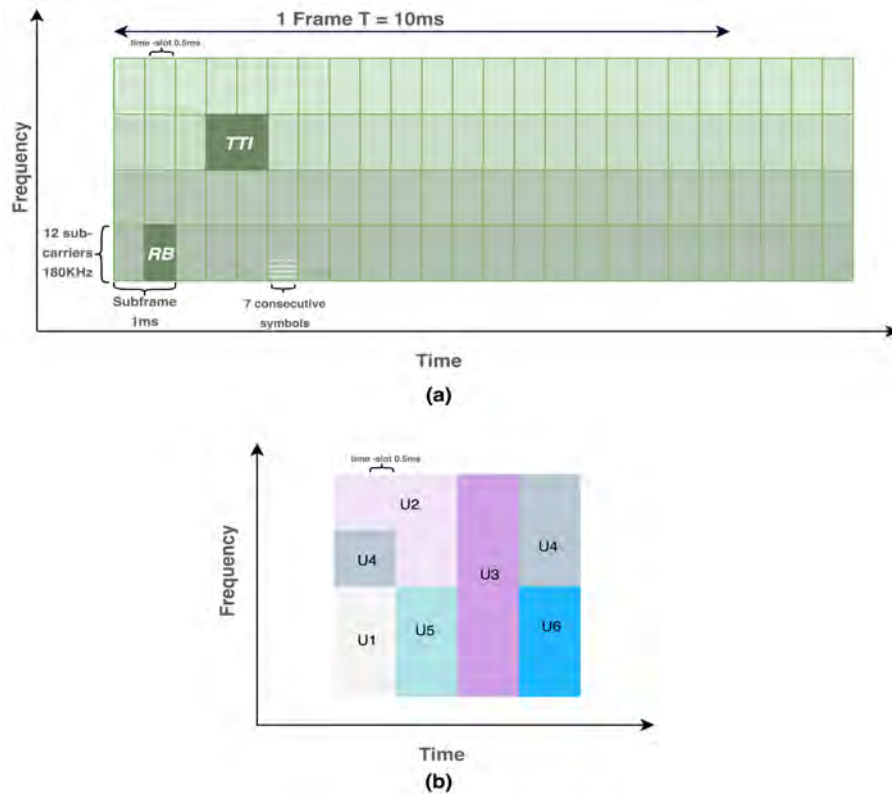 1 Frame T = 10ms
time -slot 0.5ms
Frequency
TTI
12 sub-
carriers
180KHz
RB
Subframe
1ms
7 consecutive
symbols
Time
(a)
time -slot 0.5ms
Frequency
U2
U4
U4
U3
U1
U5
U6
Time
(b)